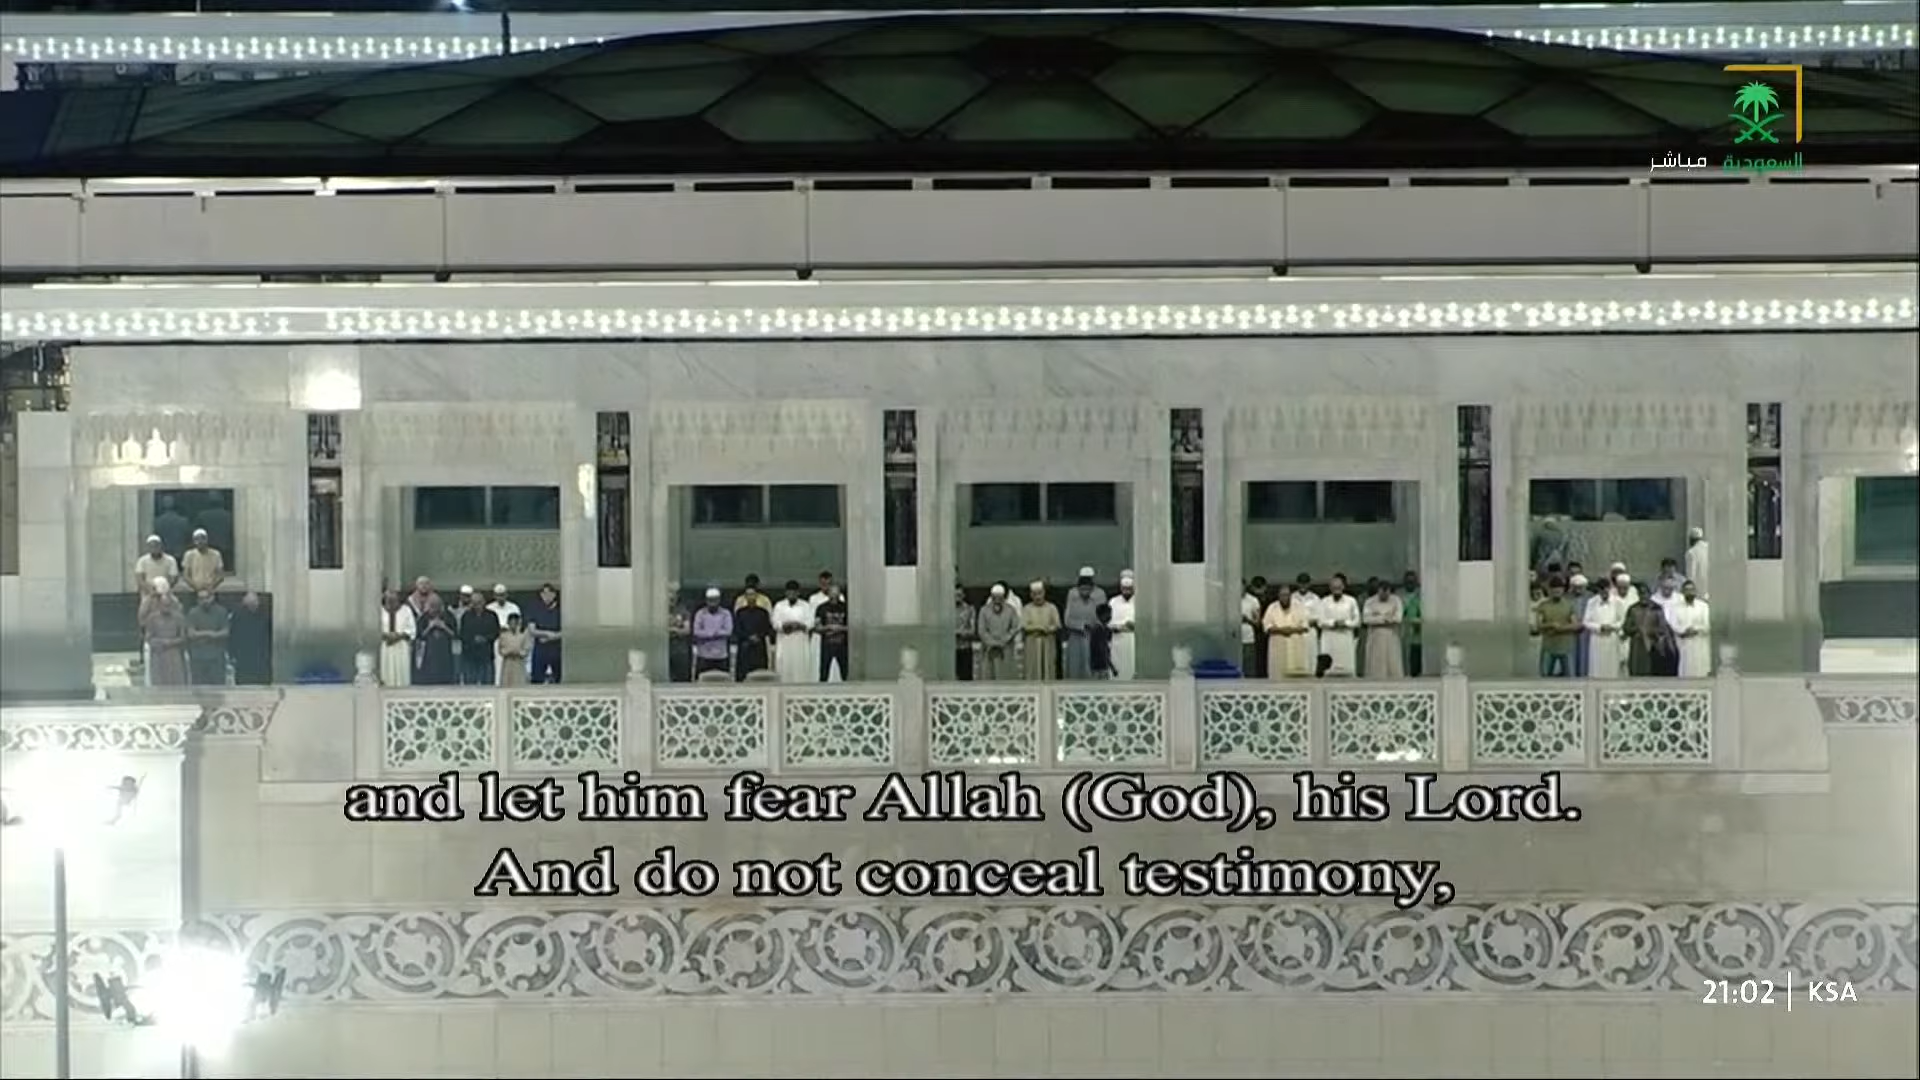 مباشر السعودية
and let him fear Allah (God), his Lord.
And do not conceal testimony,
21:02 | KSA